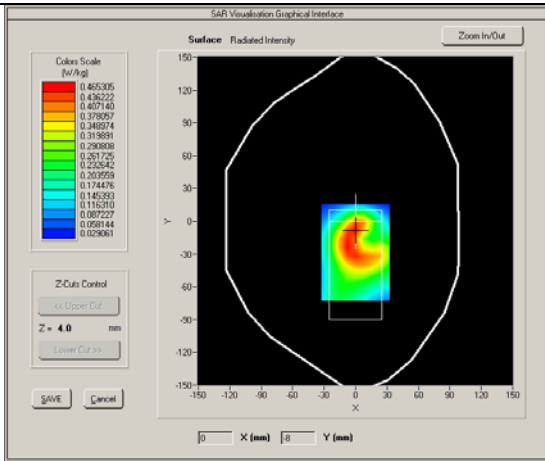 SAR Visualisation Graphical Interface
Surface Radiated Intensity
Zoom In/Out
Colors Scale
(W/kg)
0.465305
0.436222
0.407140
0.378057
0.348974
0.319891
0.290808
0.261725
0.232642
0.203559
0.174476
0.145393
0.116310
0.087227
0.058144
0.029061
Z-Cuts Control
<< Upper Cut
Z = 4.0 mm
Lower Cut >>
SAVE Cancel
Y
150-
120-
90-
60-
30-
0-
-30-
-60-
-90-
-120-
-150-
-150 -120 -90 -60 -30 0 30 60 90 120 150
X
0 X (mm) -8 Y (mm)